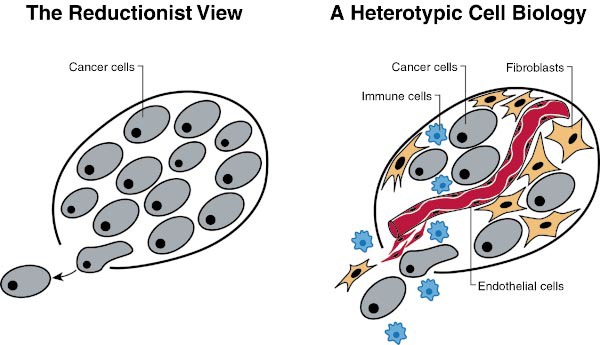 The Reductionist View
Cancer cells
A Heterotypic Cell Biology
Cancer cells
Fibroblasts
Immune cells
Endothelial cells